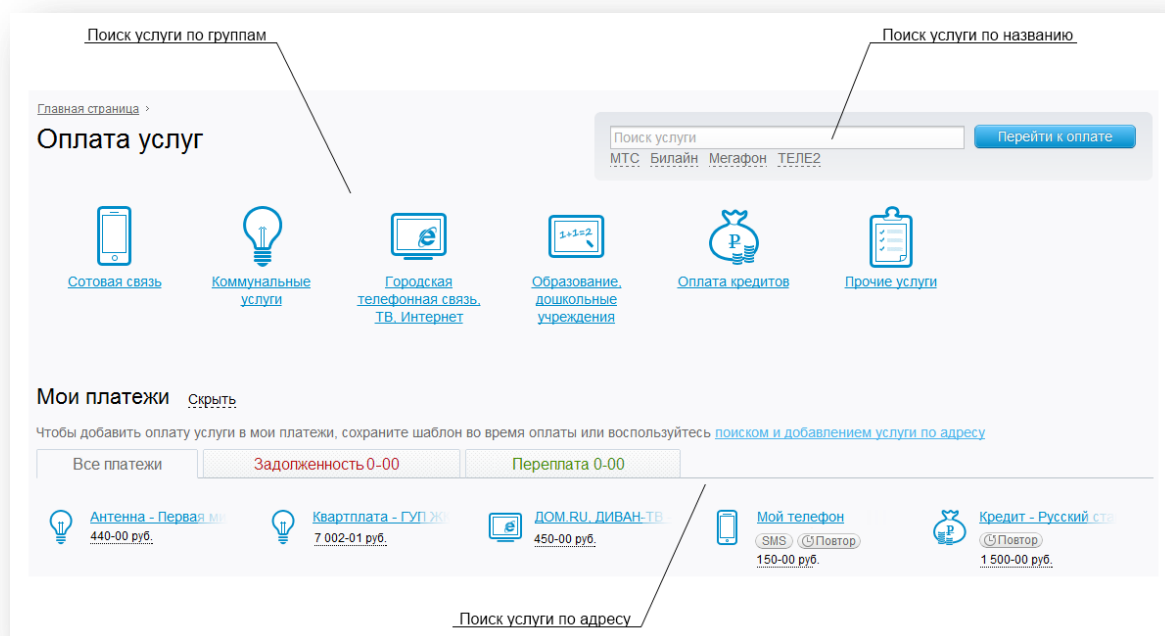 Поиск услуги по группам
Поиск услуги по названию
Главная страница ›
Оплата услуг
Поиск услуги
Перейти к оплате
МТС Билайн Мегафон ТЕЛЕ2
1+1=2
Сотовая связь
Коммунальные
услуги
Городская
телефонная связь,
ТВ, Интернет
Образование,
дошкольные
учреждения
Оплата кредитов
Прочие услуги
Мои платежи Скрыть
Чтобы добавить оплату услуги в мои платежи, сохраните шаблон во время оплаты или воспользуйтесь поиском и добавлением услуги по адресу
Все платежи
Задолженность 0-00
Переплата 0-00
Антенна - Первая
440-00 руб.
Квартплата - ГУП
7 002-01 руб.
ДОМ.RU, ДИВАН-ТВ
450-00 руб.
Мой телефон
SMS Повтор
150-00 руб.
Кредит - Русский
Повтор
1 500-00 руб.
Поиск услуги по адресу